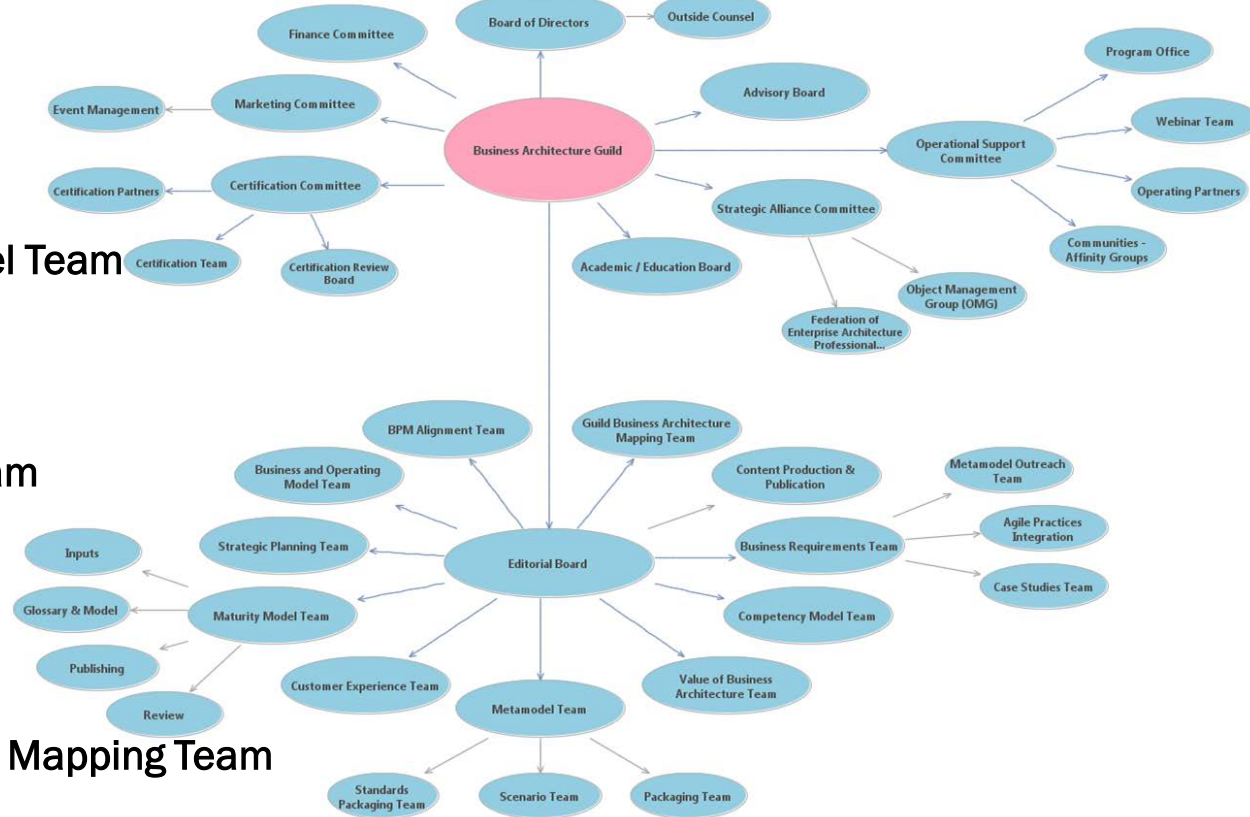 Board of Directors
Outside Counsel
Finance Committee
Program Office
Advisory Board
Marketing Committee
Event Management
Webinar Team
Business Architecture Guild
Operational Support
Committee
Certification Committee
Certification Partners
Operating Partners
Strategic Alliance Committee
Communities -
Affinity Groups
el Team
Certification Team
Certification Review
Board
Academic / Education Board
Object Management
Group (OMG)
Federation of
Enterprise Architecture
Professional...
BPM Alignment Team
Guild Business Architecture
Mapping Team
am
Business and Operating
Model Team
Content Production &
Publication
Metamodel Outreach
Team
Agile Practices
Integration
Strategic Planning Team
Business Requirements Team
Inputs
Editorial Board
Case Studies Team
Glossary & Model
Maturity Model Team
Competency Model Team
Publishing
Customer Experience Team
Value of Business
Architecture Team
Review
Metamodel Team
Mapping Team
Standards
Packaging Team
Scenario Team
Packaging Team